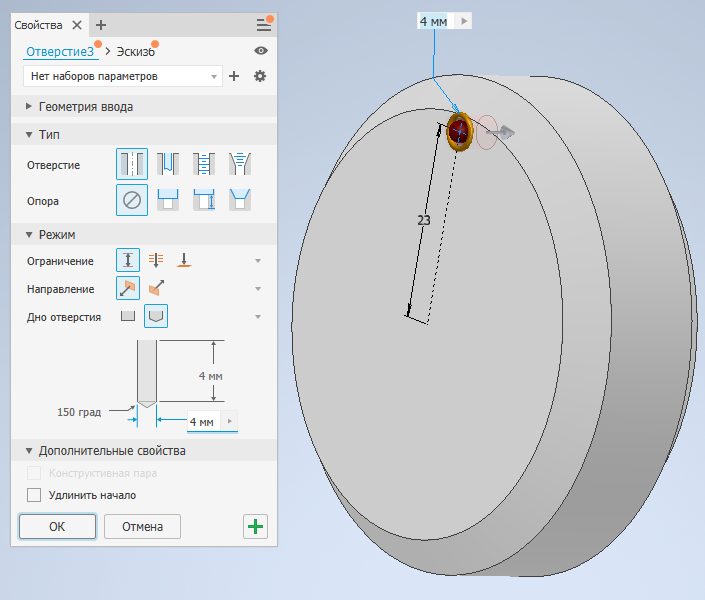 Свойства
Отверстие3 > Эскиз6
Нет наборов параметров
Геометрия ввода
Тип
Отверстие
Опора
Режим
Ограничение
Направление
Дно отверстия
4 мм
150 град
4 мм
Дополнительные свойства
Конструктивная пара
Удлинить начало
ОК
Отмена
4 мм
23